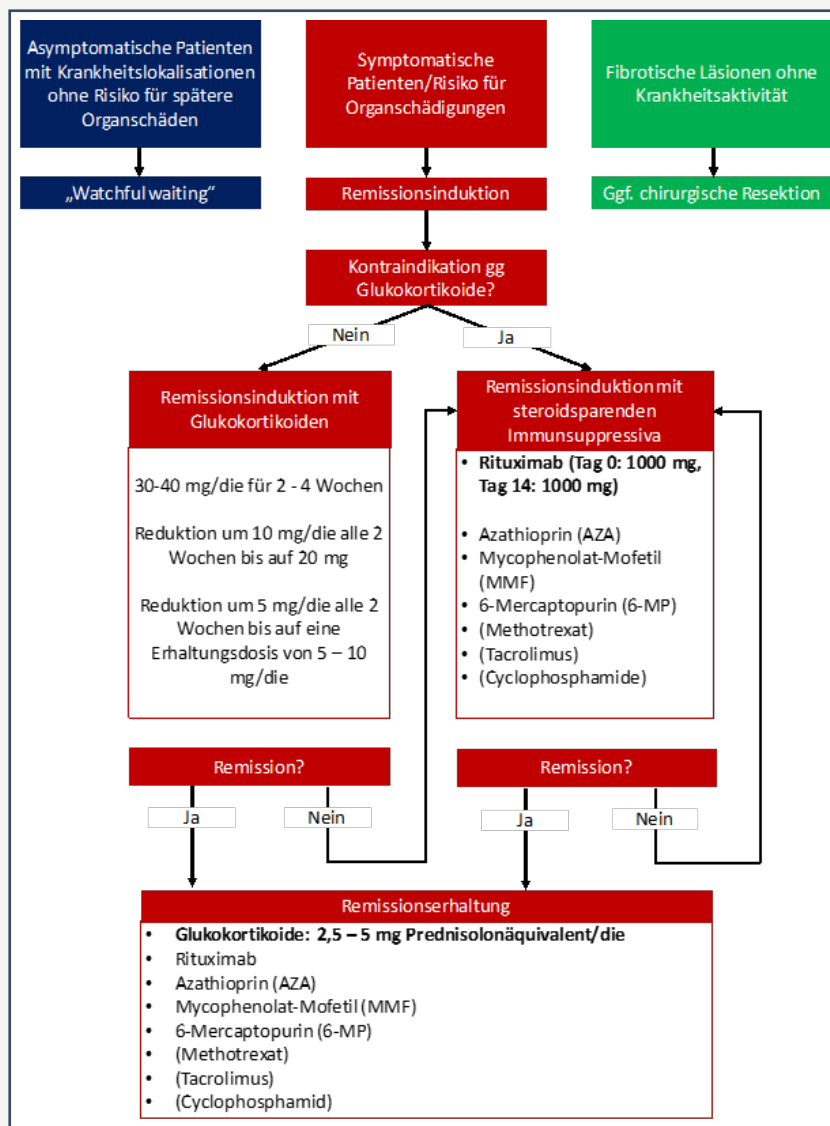 Asymptomatische Patienten
mit Krankheitslokalisationen
ohne Risiko für spätere
Organschäden
Symptomatische
Patienten/Risiko für
Organschädigungen
Fibrotische Läsionen ohne
Krankheitsaktivität
„Watchful waiting“
Remissionsinduktion
Ggf. chirurgische Resektion
Kontraindikation gg
Glukokortikoide?
Nein
Ja
Remissionsinduktion mit
Glukokortikoiden
30-40 mg/die für 2 - 4 Wochen
Reduktion um 10 mg/die alle 2
Wochen bis auf 20 mg
Reduktion um 5 mg/die alle 2
Wochen bis auf eine
Erhaltungsdosis von 5 – 10
mg/die
Remissionsinduktion mit
steroidsparenden
Immunsuppressiva
• Rituximab (Tag 0: 1000 mg,
Tag 14: 1000 mg)
• Azathioprin (AZA)
• Mycophenolat-Mofetil
(MMF)
• 6-Mercaptopurin (6-MP)
• (Methotrexat)
• (Tacrolimus)
• (Cyclophosphamide)
Remission?
Remission?
Ja
Nein
Ja
Nein
Remissionserhaltung
• Glukokortikoide: 2,5 – 5 mg Prednisolonäquivalent/die
• Rituximab
• Azathioprin (AZA)
• Mycophenolat-Mofetil (MMF)
• 6-Mercaptopurin (6-MP)
• (Methotrexat)
• (Tacrolimus)
• (Cyclophosphamid)